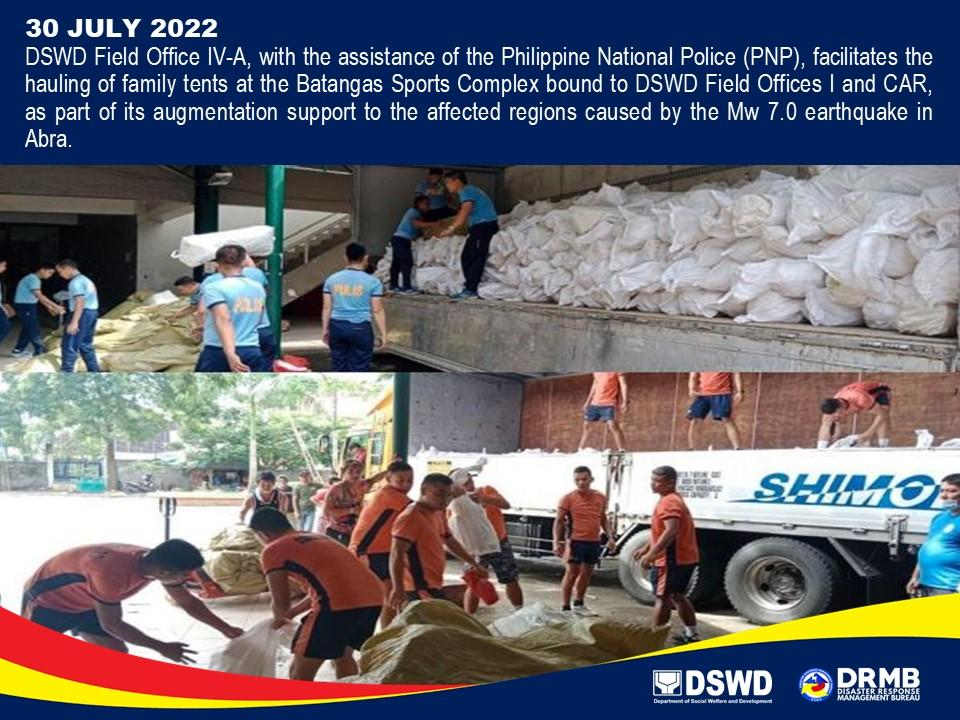 30 JULY 2022
DSWD Field Office IV-A, with the assistance of the Philippine National Police (PNP), facilitates the
hauling of family tents at the Batangas Sports Complex bound to DSWD Field Offices I and CAR,
as part of its augmentation support to the affected regions caused by the Mw 7.0 earthquake in
Abra.
PULIS
SHIMO
DSWD
Department of Social Welfare and Development
DRMB
DISASTER RESPONSE
MANAGEMENT BUREAU